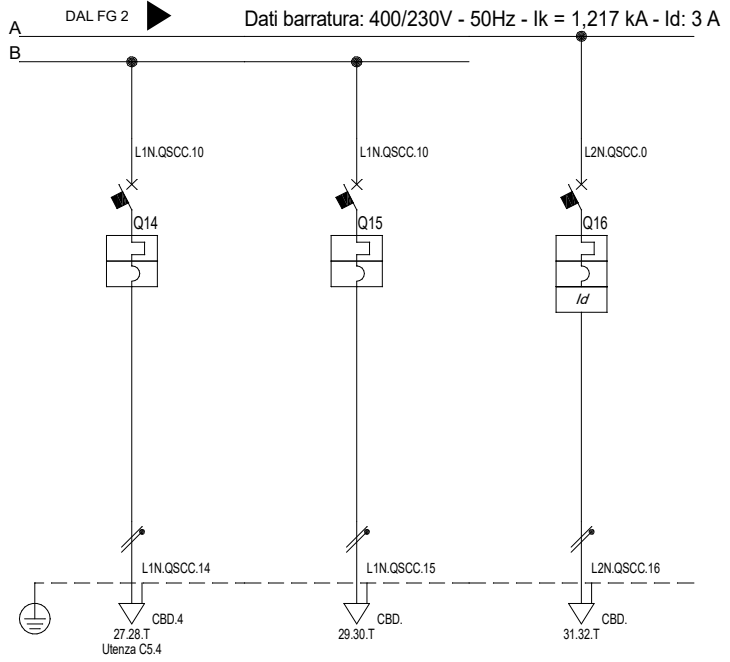 A DAL FG 2 Dati barratura: 400/230V - 50Hz - Ik = 1,217 kA - Id: 3 A
B
L1N.QSCC.10 L1N.QSCC.10 L2N.QSCC.0
Q14 Q15 Q16
Id
L1N.QSCC.14 L1N.QSCC.15 L2N.QSCC.16
CBD.4 CBD. CBD.
27.28.T 29.30.T 31.32.T
Utenza C5.4